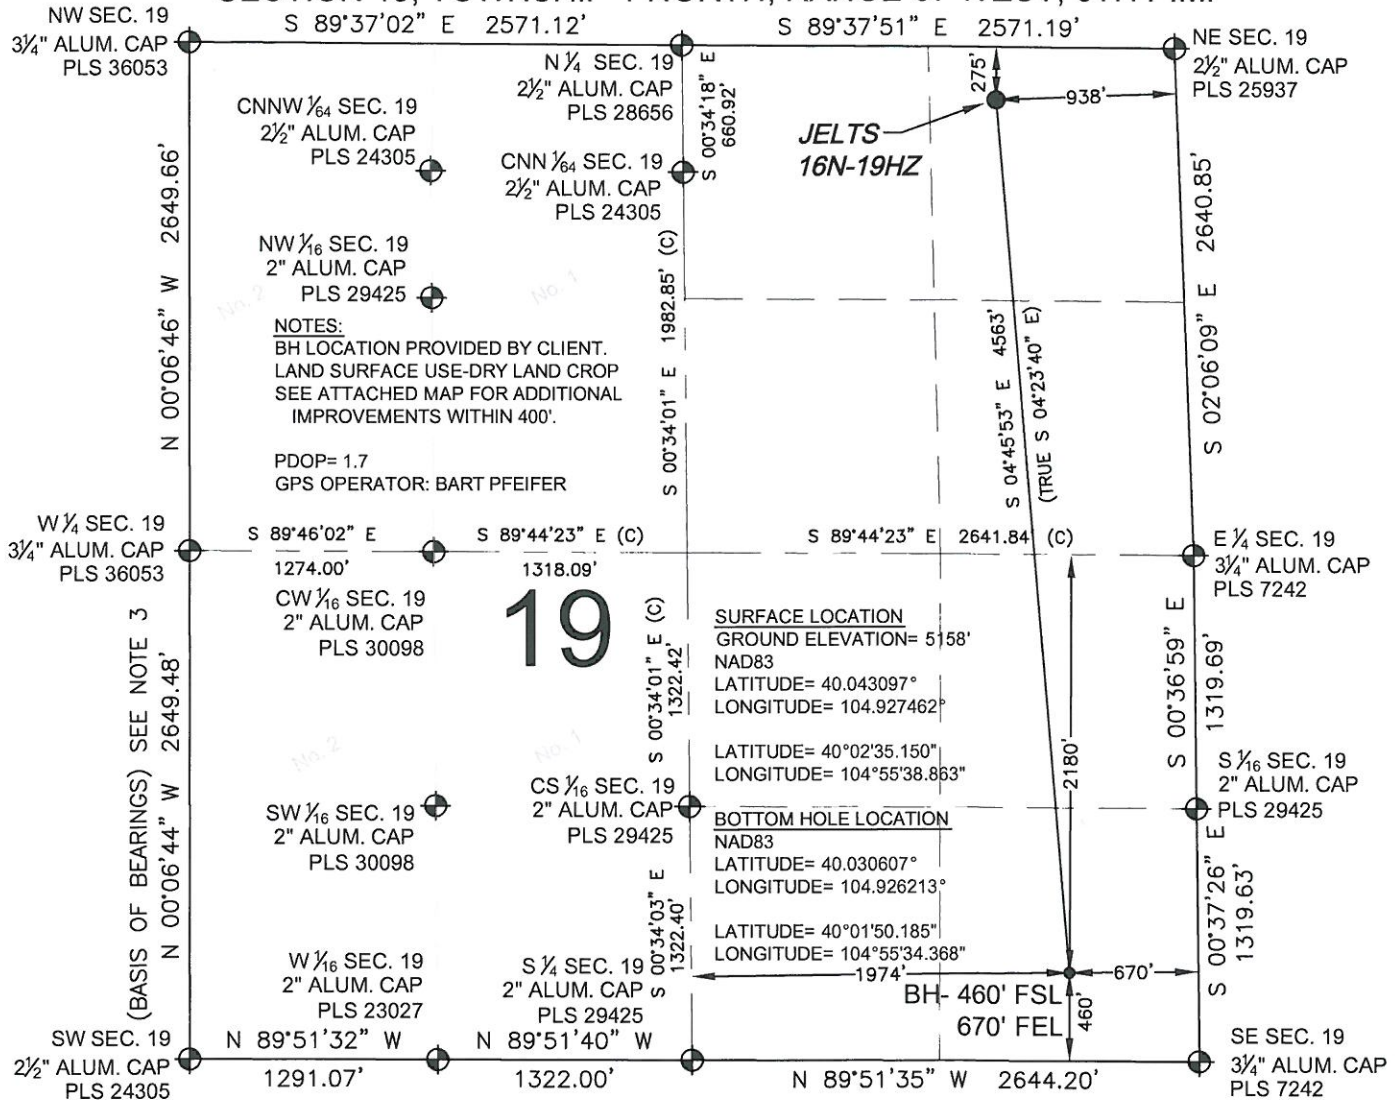 S 89°37'02" E 2571.12'
S 89°37'51" E 2571.19'
NW SEC. 19
3¼" ALUM. CAP
PLS 36053
N ¼ SEC. 19
2½" ALUM. CAP
PLS 28656
NE SEC. 19
2½" ALUM. CAP
PLS 25937
275'
938'
JELTS
16N-19HZ
CNNW 1/64 SEC. 19
2½" ALUM. CAP
PLS 24305
S 00°34'18" E
660.92'
CNN 1/64 SEC. 19
2½" ALUM. CAP
PLS 24305
N 00°06'46" W 2649.66'
NW 1/16 SEC. 19
2" ALUM. CAP
PLS 29425
No. 2
No. 1
S 00°34'01" E 1982.85' (C)
S 02°06'09" E 2640.85'
NOTES:
BH LOCATION PROVIDED BY CLIENT.
LAND SURFACE USE-DRY LAND CROP
SEE ATTACHED MAP FOR ADDITIONAL
IMPROVEMENTS WITHIN 400'.
PDOP= 1.7
GPS OPERATOR: BART PFEIFER
S 04°45'53" E 4563'
(TRUE S 04°23'40" E)
W ¼ SEC. 19
3¼" ALUM. CAP
PLS 36053
S 89°46'02" E
1274.00'
S 89°44'23" E (C)
1318.09'
S 89°44'23" E 2641.84' (C)
E ¼ SEC. 19
3¼" ALUM. CAP
PLS 7242
CW 1/16 SEC. 19
2" ALUM. CAP
PLS 30098
19
S 00°34'01" E (C)
1322.42'
SURFACE LOCATION
GROUND ELEVATION= 5158'
NAD83
LATITUDE= 40.043097°
LONGITUDE= 104.927462°
LATITUDE= 40°02'35.150"
LONGITUDE= 104°55'38.863"
2180'
S 00°36'59" E
1319.69'
(BASIS OF BEARINGS) SEE NOTE 3
N 00°06'44" W 2649.48'
No. 2
No. 1
SW 1/16 SEC. 19
2" ALUM. CAP
PLS 30098
CS 1/16 SEC. 19
2" ALUM. CAP
PLS 29425
S 1/16 SEC. 19
2" ALUM. CAP
PLS 29425
BOTTOM HOLE LOCATION
NAD83
LATITUDE= 40.030607°
LONGITUDE= 104.926213°
LATITUDE= 40°01'50.185"
LONGITUDE= 104°55'34.368"
S 00°34'03" E
1322.40'
S 00°37'26" E
1319.63'
W 1/16 SEC. 19
2" ALUM. CAP
PLS 23027
S ¼ SEC. 19
2" ALUM. CAP
PLS 29425
1974'
670'
BH- 460' FSL
670' FEL
460'
SW SEC. 19
2½" ALUM. CAP
PLS 24305
N 89°51'32" W
1291.07'
N 89°51'40" W
1322.00'
N 89°51'35" W 2644.20'
SE SEC. 19
3¼" ALUM. CAP
PLS 7242